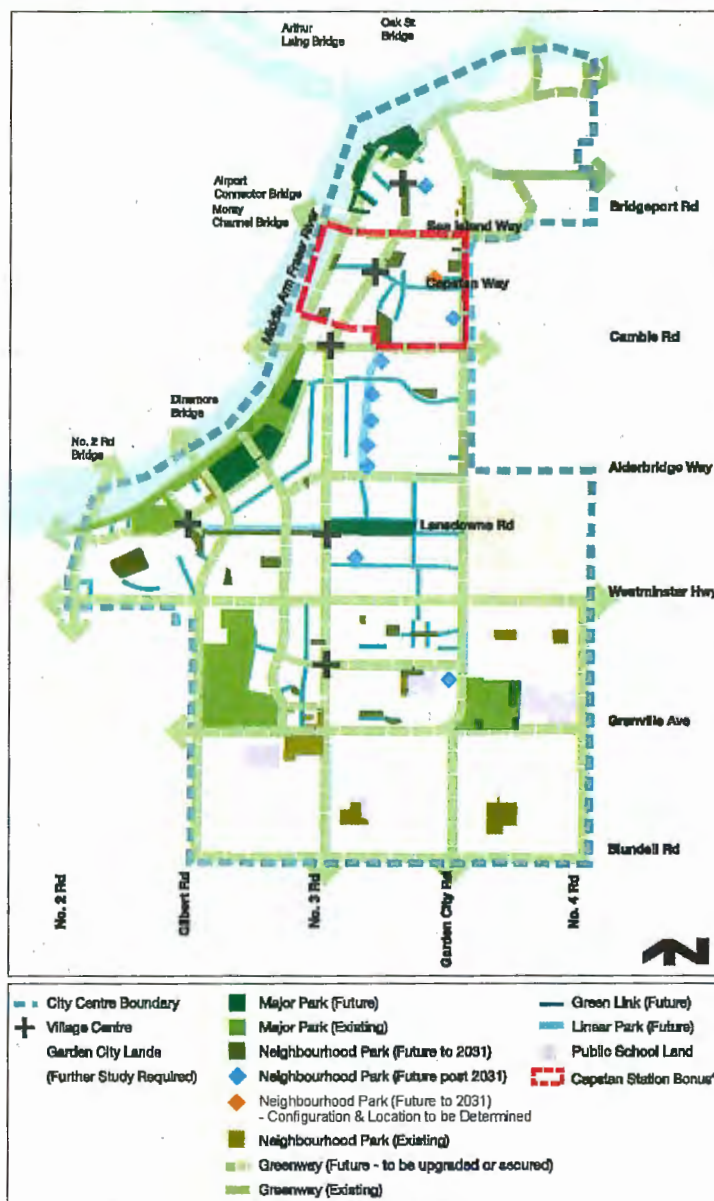 Arthur
Laing Bridge
Oak St
Bridge
Airport
Connector Bridge
Moray
Channel Bridge
Bridgeport Rd
Sea Island Way
Middle Arm Fraser River
Capstan Way
Cambie Rd
Dinsmore
Bridge
No. 2 Rd
Bridge
Alderbridge Way
Lansdowne Rd
Westminster Hwy
Granville Ave
Blundell Rd
No. 2 Rd
Gilbert Rd
No. 3 Rd
Garden City Rd
No. 4 Rd
City Centre Boundary
Village Centre
Garden City Lands
(Further Study Required)
Major Park (Future)
Major Park (Existing)
Neighbourhood Park (Future to 2031)
Neighbourhood Park (Future post 2031)
Neighbourhood Park (Future to 2031)
- Configuration & Location to be Determined
Neighbourhood Park (Existing)
Greenway (Future - to be upgraded or secured)
Greenway (Existing)
Green Link (Future)
Linear Park (Future)
Public School Land
Capstan Station Bonus